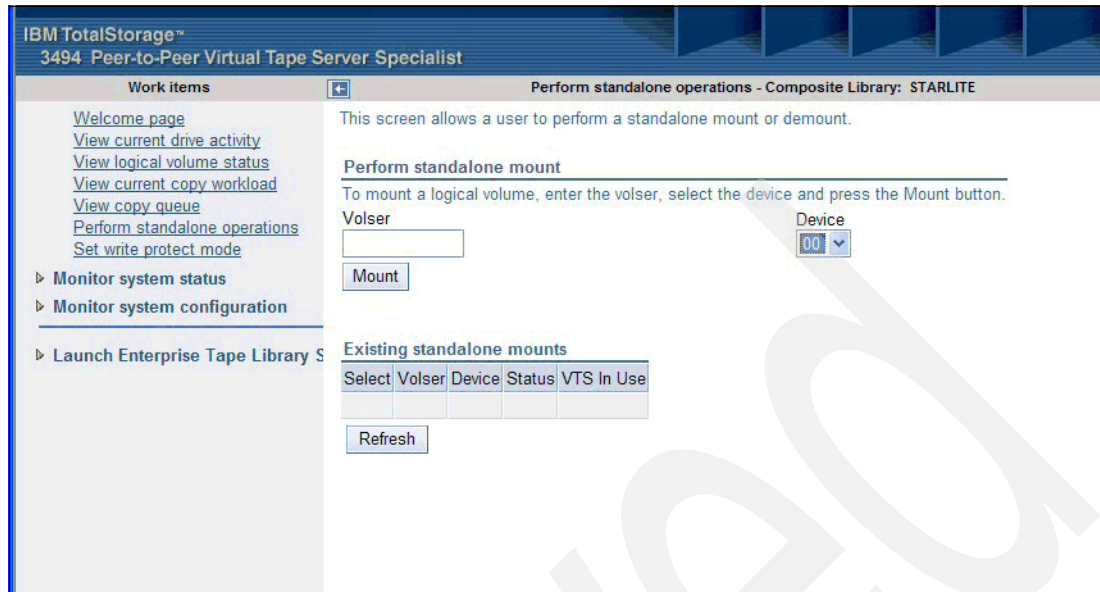 IBM TotalStorage™
3494 Peer-to-Peer Virtual Tape Server Specialist
Work items
Perform standalone operations - Composite Library: STARLITE
Welcome page
View current drive activity
View logical volume status
View current copy workload
View copy queue
Perform standalone operations
Set write protect mode
Monitor system status
Monitor system configuration
Launch Enterprise Tape Library S
This screen allows a user to perform a standalone mount or demount.
Perform standalone mount
To mount a logical volume, enter the volser, select the device and press the Mount button.
Volser
Device
00
Mount
Existing standalone mounts
Select Volser Device Status VTS In Use
Refresh